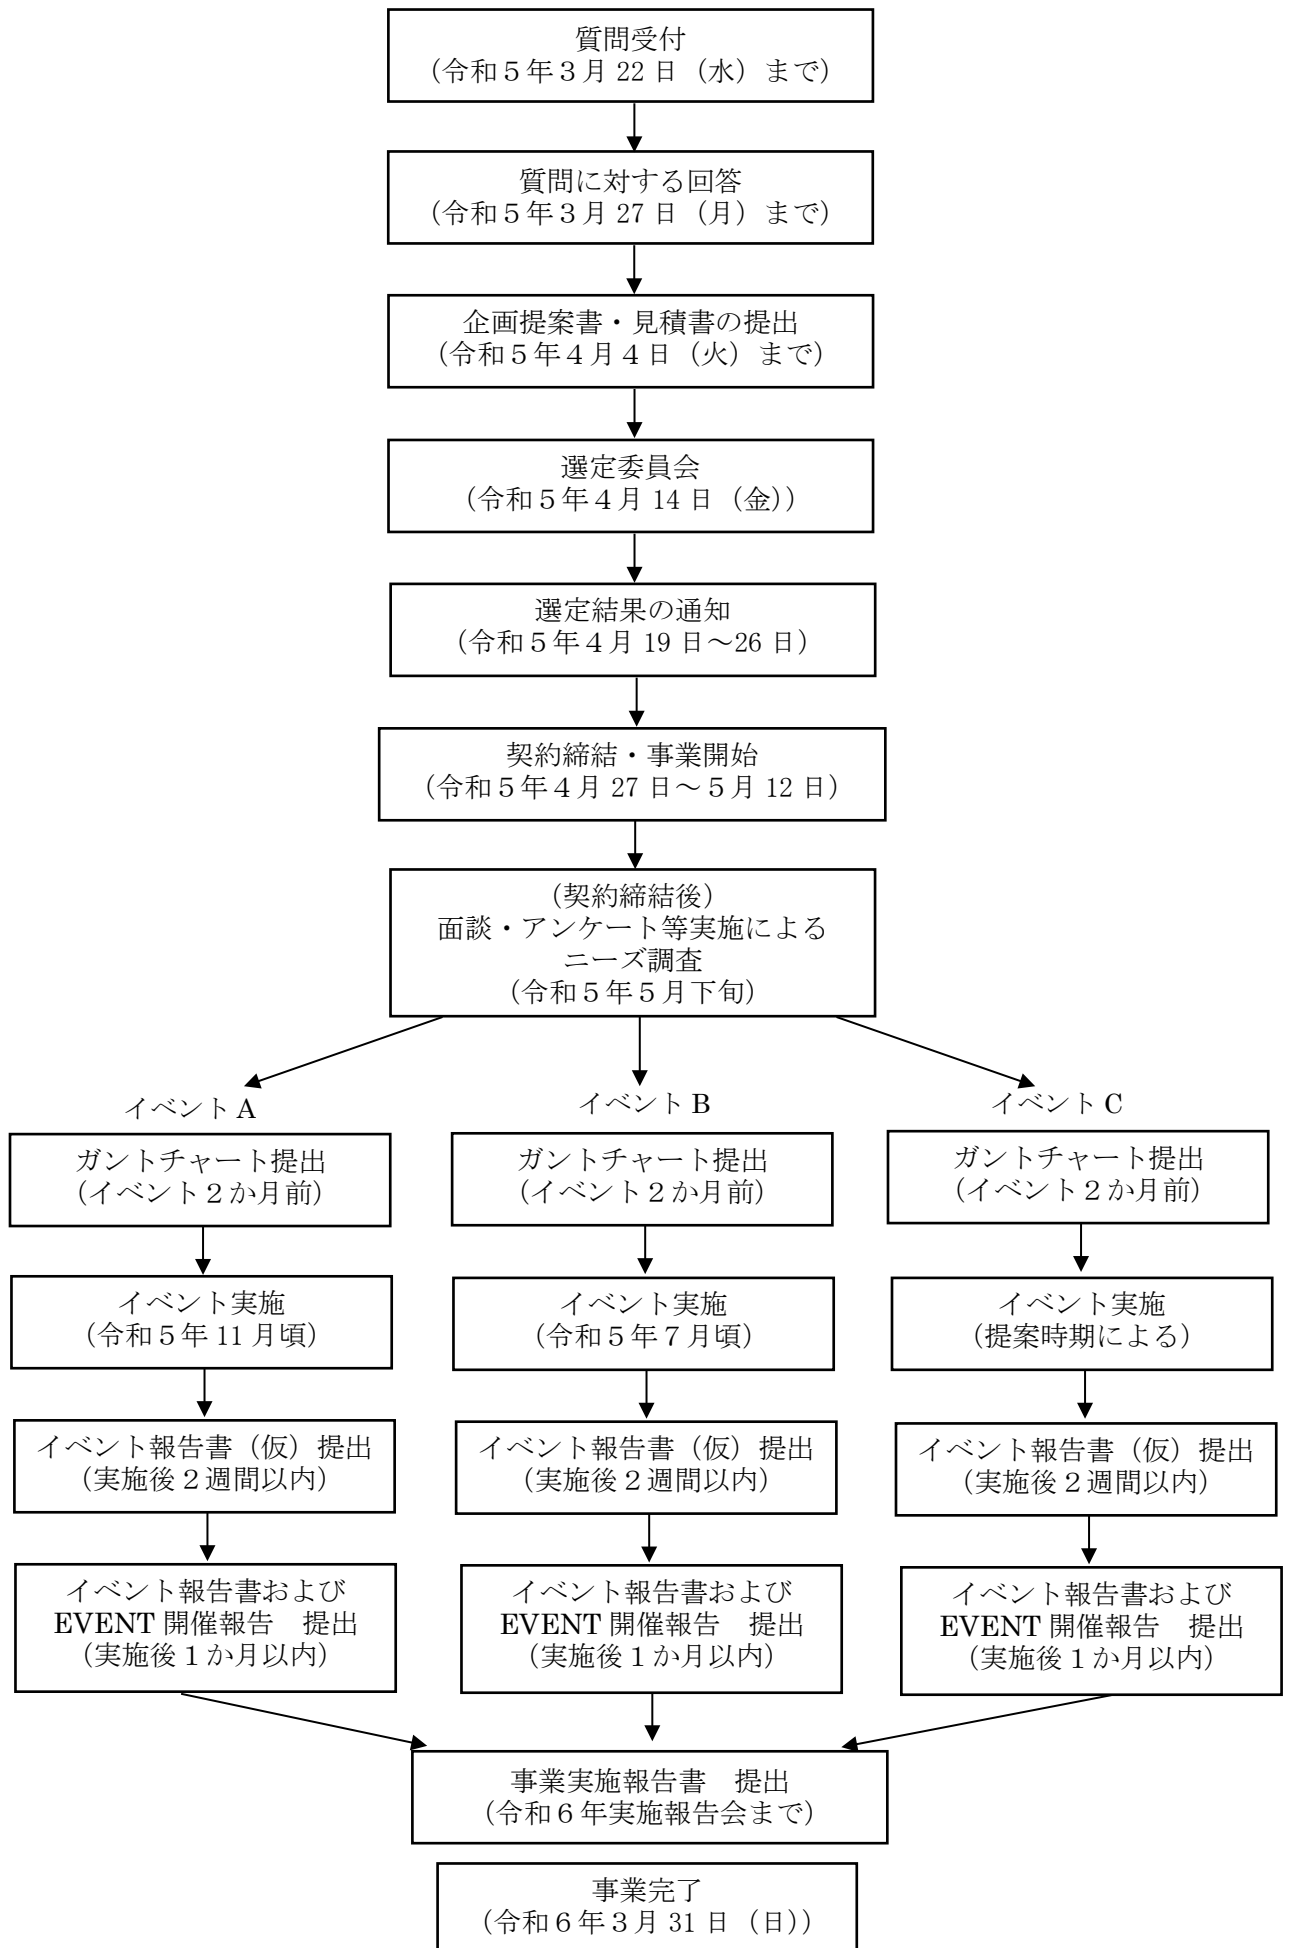 質問受付
（令和５年３月 22 日（水）まで）
質問に対する回答
（令和５年３月 27 日（月）まで）
企画提案書・見積書の提出
（令和５年４月４日（火）まで）
選定委員会
（令和５年４月 14 日（金））
選定結果の通知
（令和５年４月 19 日～26 日）
契約締結・事業開始
（令和５年４月 27 日～５月 12 日）
（契約締結後）
面談・アンケート等実施による
ニーズ調査
（令和５年５月下旬）
イベント A
ガントチャート提出
（イベント２か月前）
イベント実施
（令和５年 11 月頃）
イベント報告書（仮）提出
（実施後２週間以内）
イベント報告書および
EVENT 開催報告　提出
（実施後１か月以内）
イベント B
ガントチャート提出
（イベント２か月前）
イベント実施
（令和５年７月頃）
イベント報告書（仮）提出
（実施後２週間以内）
イベント報告書および
EVENT 開催報告　提出
（実施後１か月以内）
イベント C
ガントチャート提出
（イベント２か月前）
イベント実施
（提案時期による）
イベント報告書（仮）提出
（実施後２週間以内）
イベント報告書および
EVENT 開催報告　提出
（実施後１か月以内）
事業実施報告書　提出
（令和６年実施報告会まで）
事業完了
（令和６年３月 31 日（日））